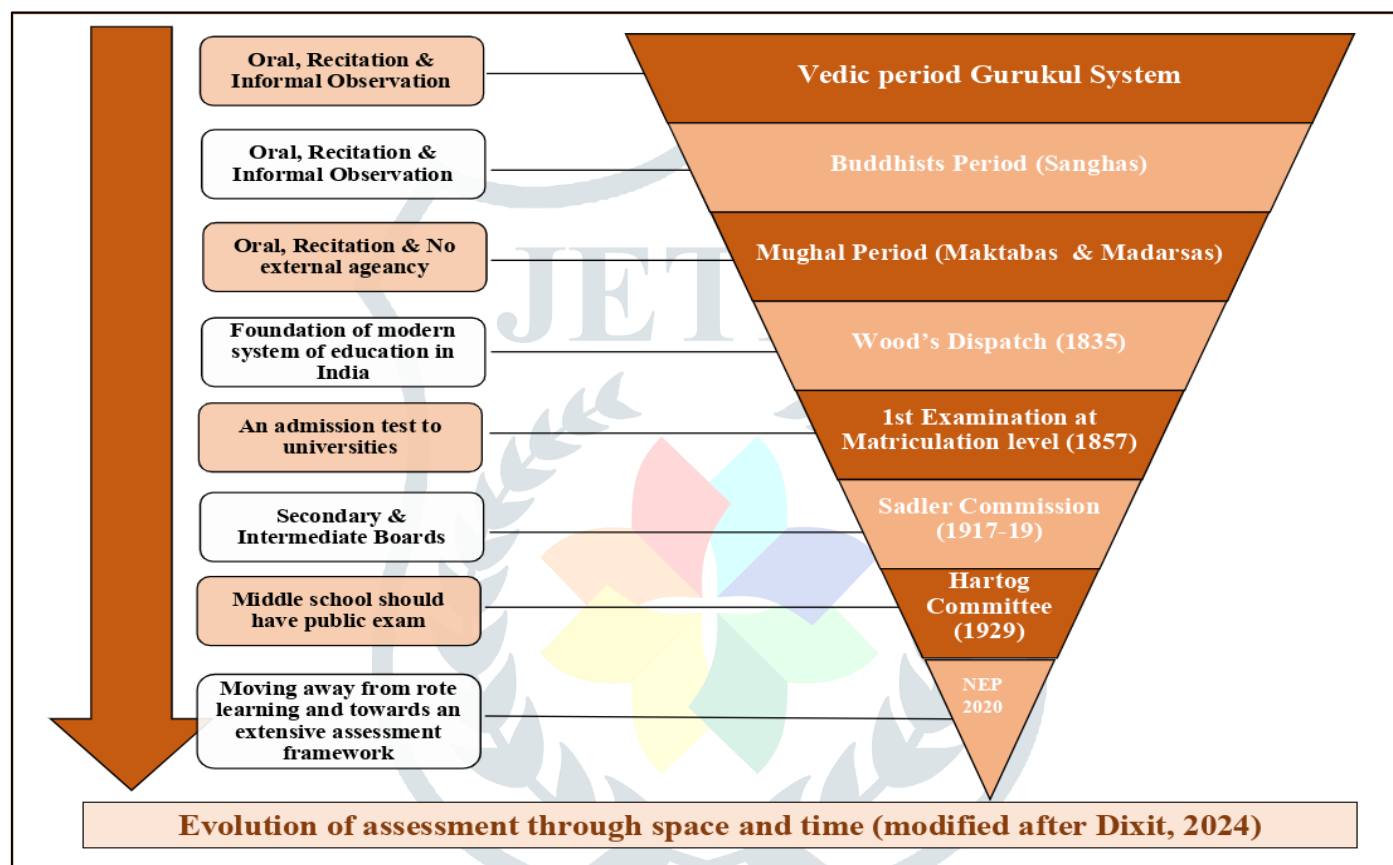 Oral, Recitation &
Informal Observation
Vedic period Gurukul System
Oral, Recitation &
Informal Observation
Buddhists Period (Sanghas)
Oral, Recitation & No
external ageancy
Mughal Period (Maktabas & Madarsas)
Foundation of modern
system of education in
India
Wood's Dispatch (1835)
An admission test to
universities
1st Examination at
Matriculation level (1857)
Secondary &
Intermediate Boards
Sadler Commission
(1917-19)
Middle school should
have public exam
Hartog
Committee
(1929)
Moving away from rote
learning and towards an
extensive assessment
framework
NEP
2020
Evolution of assessment through space and time (modified after Dixit, 2024)